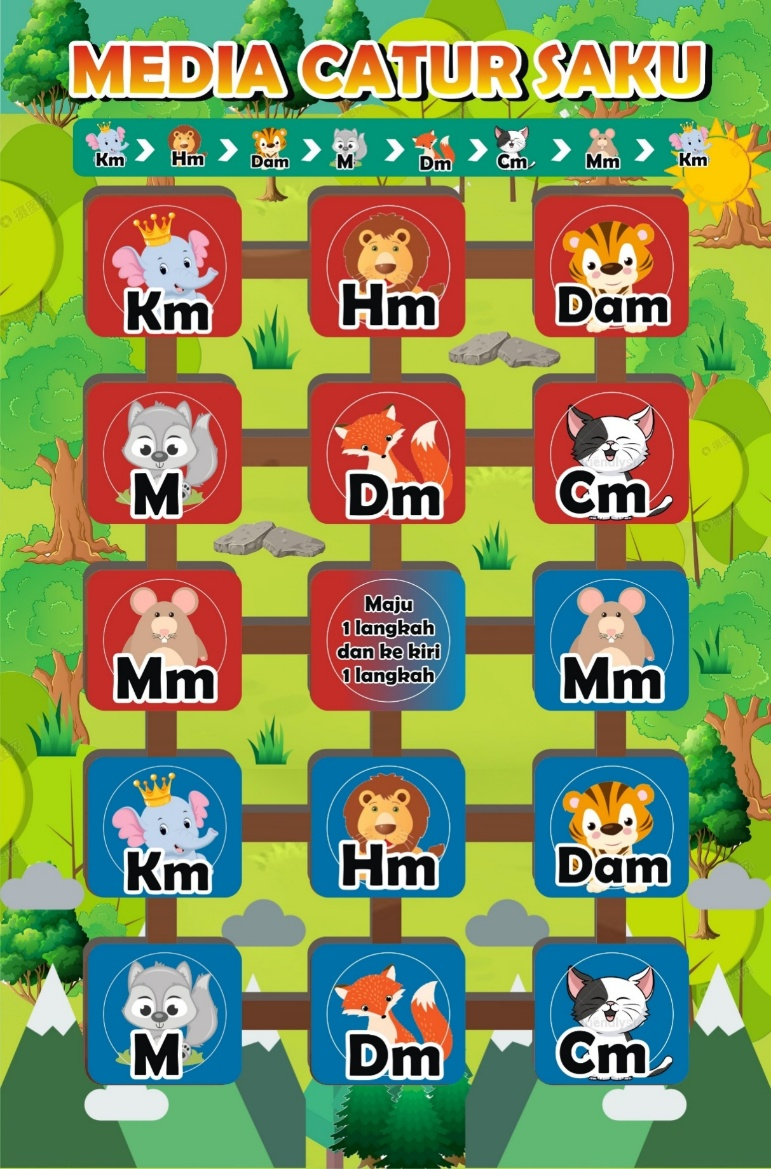 MEDIA CATUR SAKU
Km > Hm > Dam > M > Dm > Cm > Mm > Km
Km Hm Dam
M Dm Cm
Mm
Maju
1 langkah
dan ke kiri
1 langkah
Mm
Km Hm Dam
M Dm Cm